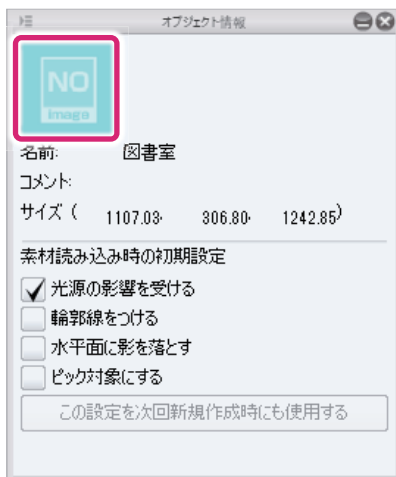 オブジェクト情報
NO
image
名前: 図書室
コメント:
サイズ ( 1107.03· 306.80· 1242.85)
素材読み込み時の初期設定
光源の影響を受ける
輪郭線をつける
水平面に影を落とす
ピック対象にする
この設定を次回新規作成時にも使用する